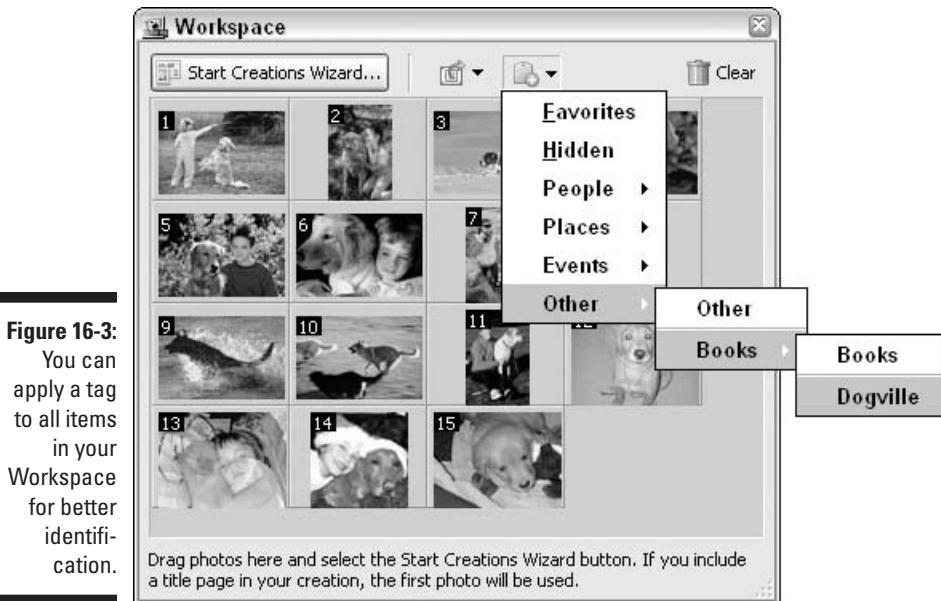 Workspace
Start Creations Wizard...
Clear
Favorites
Hidden
People
Places
Events
Other
Other
Books
Books
Dogville
1
2
3
5
6
7
9
10
11
12
13
14
15
Figure 16-3:
You can
apply a tag
to all items
in your
Workspace
for better
identifi-
cation.
Drag photos here and select the Start Creations Wizard button. If you include
a title page in your creation, the first photo will be used.